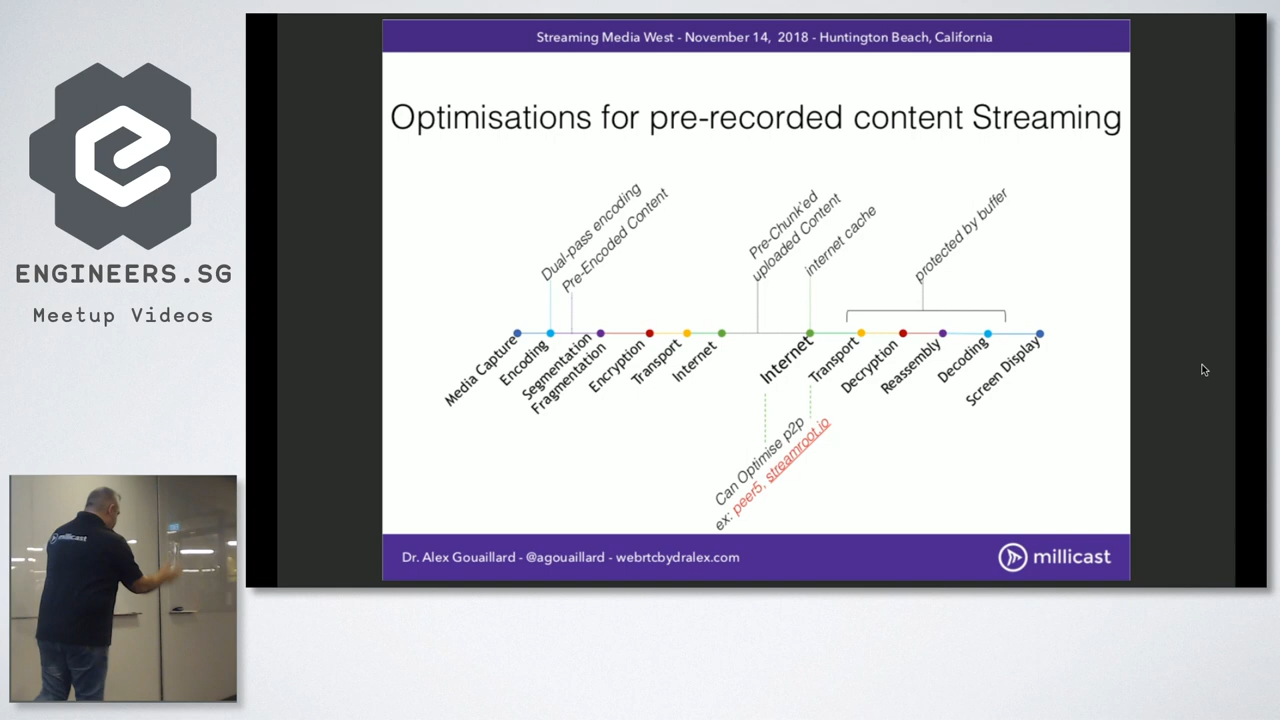 Streaming Media West - November 14, 2018 - Huntington Beach, California
Optimisations for pre-recorded content Streaming
Dual-pass encoding
Pre-Encoded Content
Pre-Chunk'ed
uploaded Content
internet cache
protected by buffer
Media Capture
Encoding
Segmentation
Fragmentation
Encryption
Transport
Internet
Internet
Transport
Decryption
Reassembly
Decoding
Screen Display
Can Optimise p2p
ex: peer5, streamroot.io
Dr. Alex Gouaillard - @agouaillard - webrtcbydralex.com
millicast
ENGINEERS.SG
Meetup Videos
millicast